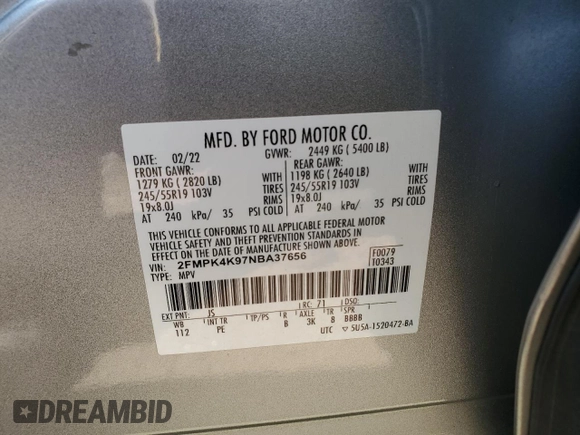 MFD. BY FORD MOTOR CO.
DATE: 02/22 GVWR: 2449 KG ( 5400 LB)
FRONT GAWR: REAR GAWR:
1279 KG ( 2820 LB) WITH 1198 KG ( 2640 LB) WITH
245/55R19 103V TIRES 245/55R19 103V TIRES
19x8.0J RIMS 19x8.0J RIMS
AT 240 kPa/ 35 PSI COLD AT 240 kPa/ 35 PSI COLD
THIS VEHICLE CONFORMS TO ALL APPLICABLE FEDERAL MOTOR
VEHICLE SAFETY AND THEFT PREVENTION STANDARDS IN
EFFECT ON THE DATE OF MANUFACTURE SHOWN ABOVE.
VIN: 2FMPK4K97NBA37656 F0079
TYPE: MPV T0343
EXT PNT: JS RC: 71 DSO:
WB INT TR TP/PS R AXLE TR SPR
112 PE B 3K 8 BBBB
UTC ▽ 5U5A-1520472-BA
DREAMBID